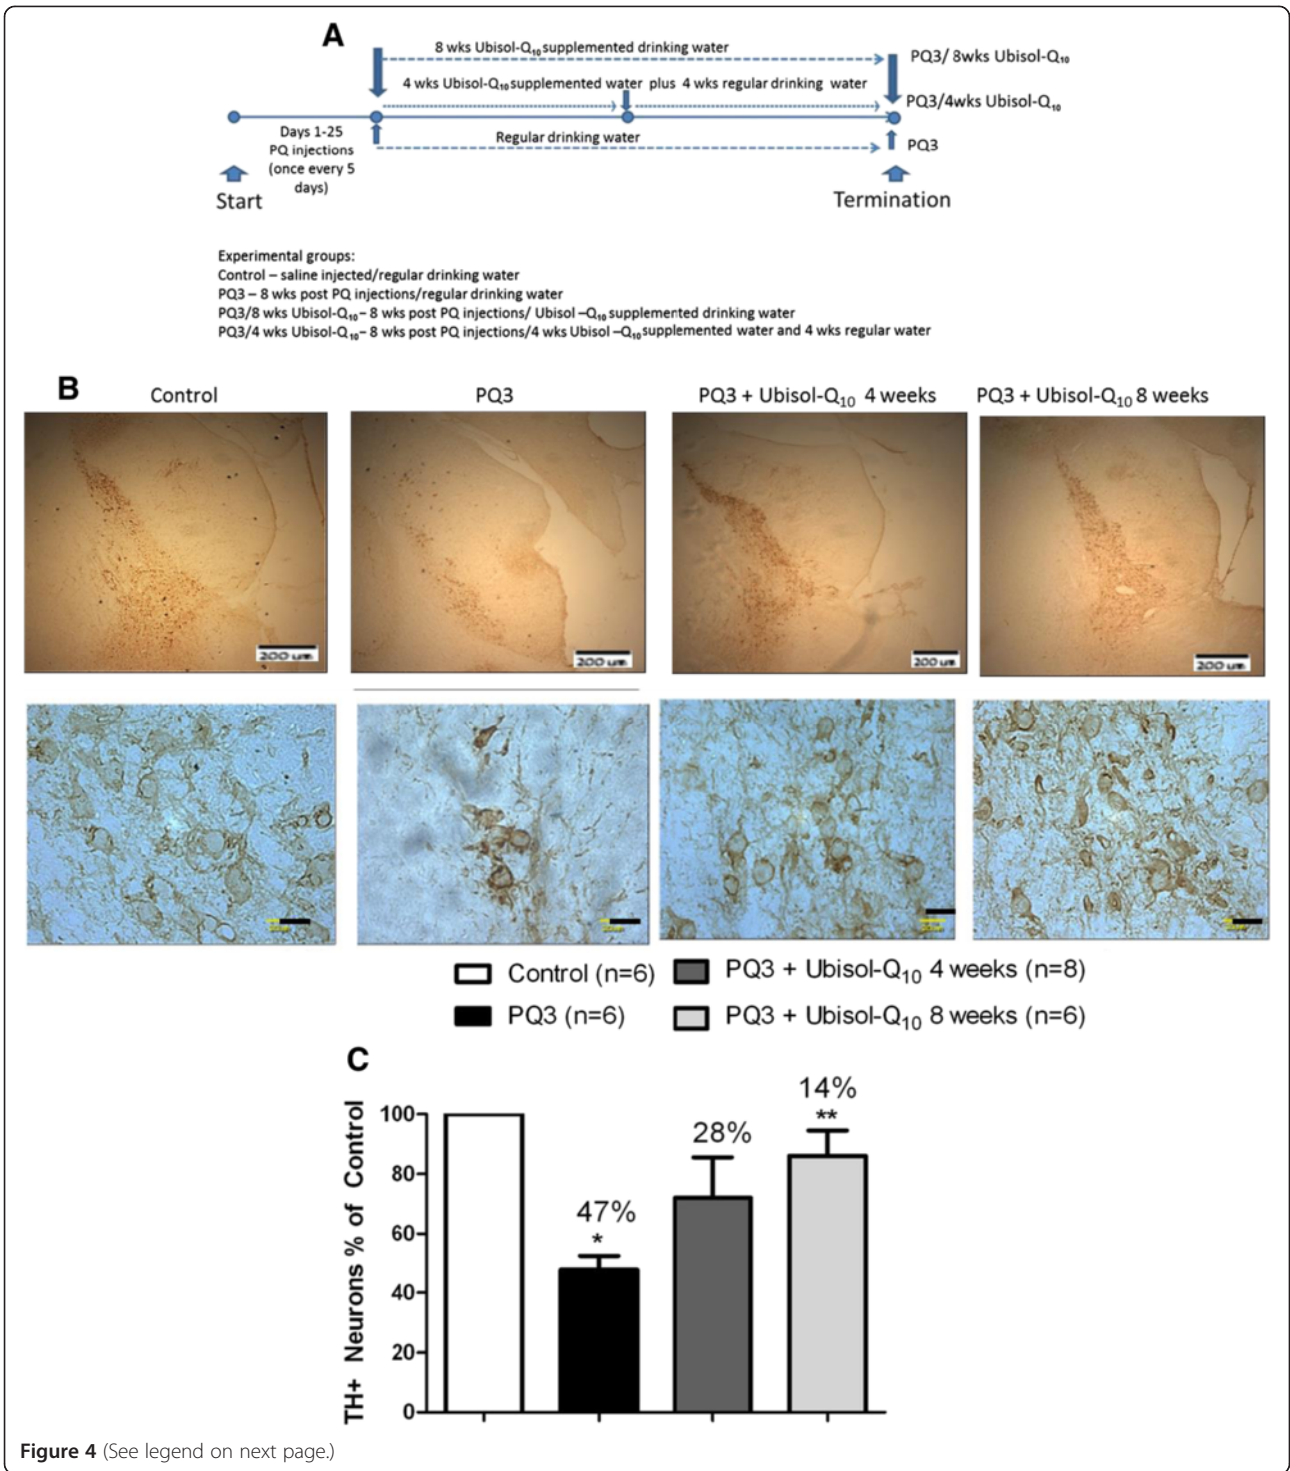 A
8 wks Ubisol-Q10 supplemented drinking water
PQ3/ 8wks Ubisol-Q10
4 wks Ubisol-Q10 supplemented water plus 4 wks regular drinking water
PQ3/4wks Ubisol-Q10
Days 1-25
PQ injections
(once every 5
days)
Regular drinking water
PQ3
Start
Termination
Experimental groups:
Control – saline injected/regular drinking water
PQ3 – 8 wks post PQ injections/regular drinking water
PQ3/8 wks Ubisol-Q10 – 8 wks post PQ injections/ Ubisol –Q10 supplemented drinking water
PQ3/4 wks Ubisol-Q10 – 8 wks post PQ injections/4 wks Ubisol –Q10 supplemented water and 4 wks regular water
B
Control
PQ3
PQ3 + Ubisol-Q10 4 weeks
PQ3 + Ubisol-Q10 8 weeks
200 um
200 um
200 um
200 um
Control (n=6)
PQ3 + Ubisol-Q10 4 weeks (n=8)
PQ3 (n=6)
PQ3 + Ubisol-Q10 8 weeks (n=6)
C
TH+ Neurons % of Control
100
80
60
40
20
0
47%
*
28%
14%
**
Figure 4 (See legend on next page.)